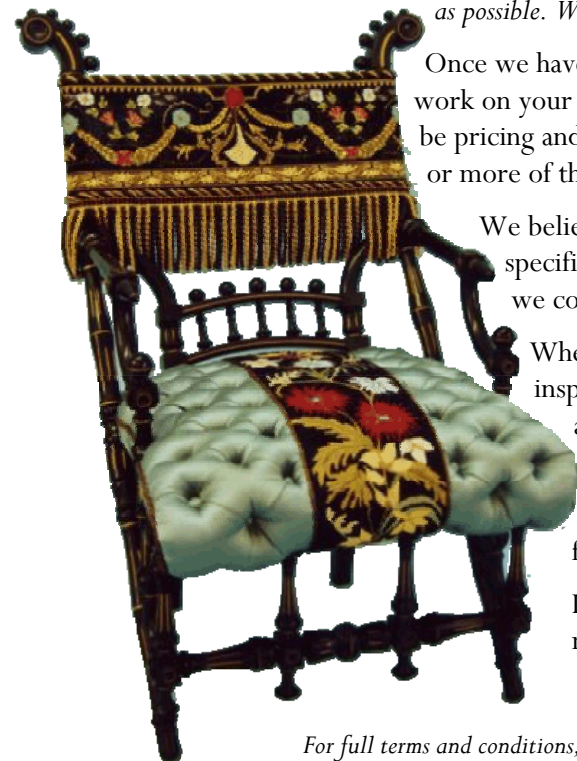 as possible. W
Once we have
work on your
be pricing and
or more of th
We belie
specifi
we co
Whe
insp
a
f
r
For full terms and conditions,